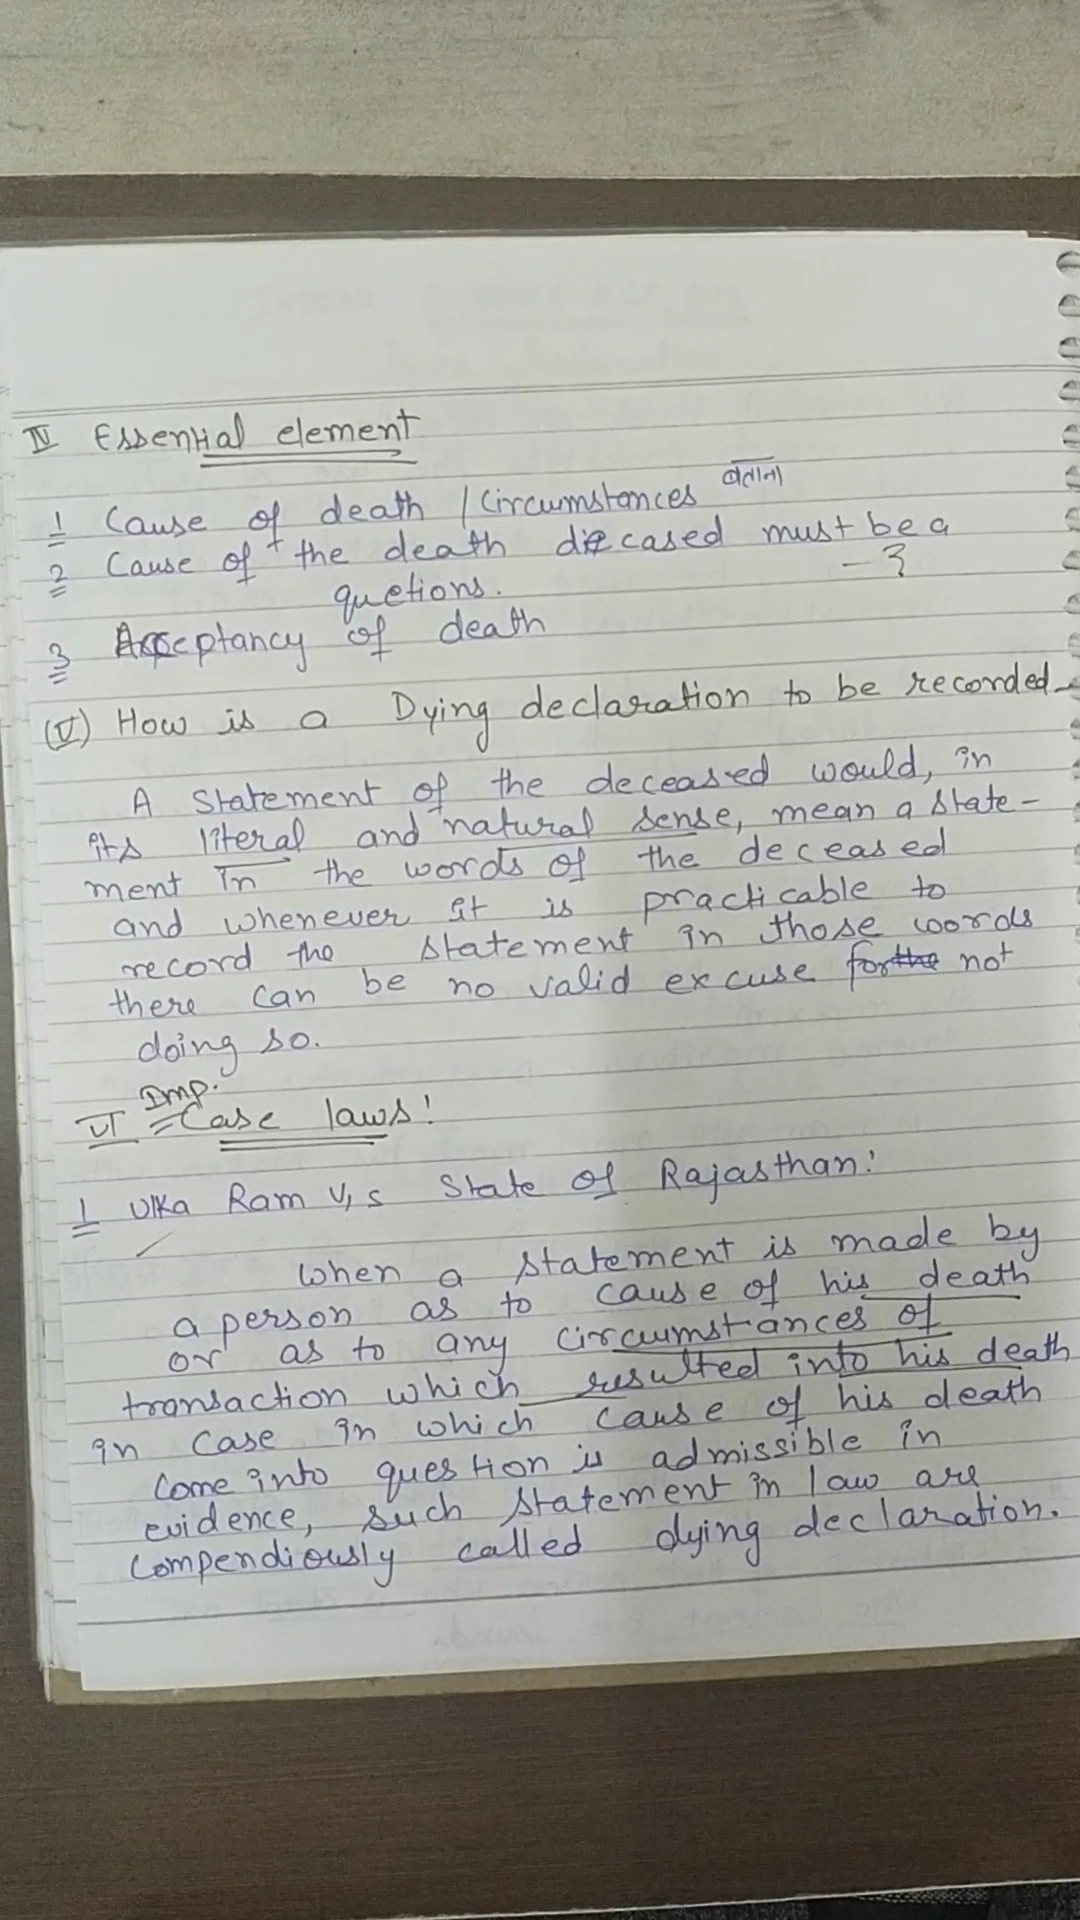 IV Essential element
1 Cause of death / Circumstances बताना
2 Cause of the death dicased must be a
quetions. - ?
3 Acceptancy of death
(V) How is a Dying declaration to be recorded-
A statement of the deceased would, in
its literal and natural sense, mean a state-
ment in the words of the deceased
and whenever it is practicable to
record the statement in those words
there can be no valid excuse for the not
doing so.
VI Imp. Case laws!
1 Ulka Ram V,s State of Rajasthan:
When a statement is made by
a person as to cause of his death
or as to any circumstances of
transaction which resulted into his death
in case in which cause of his death
come into question is admissible in
evidence, such statement in law are
compendiously called dying declaration.